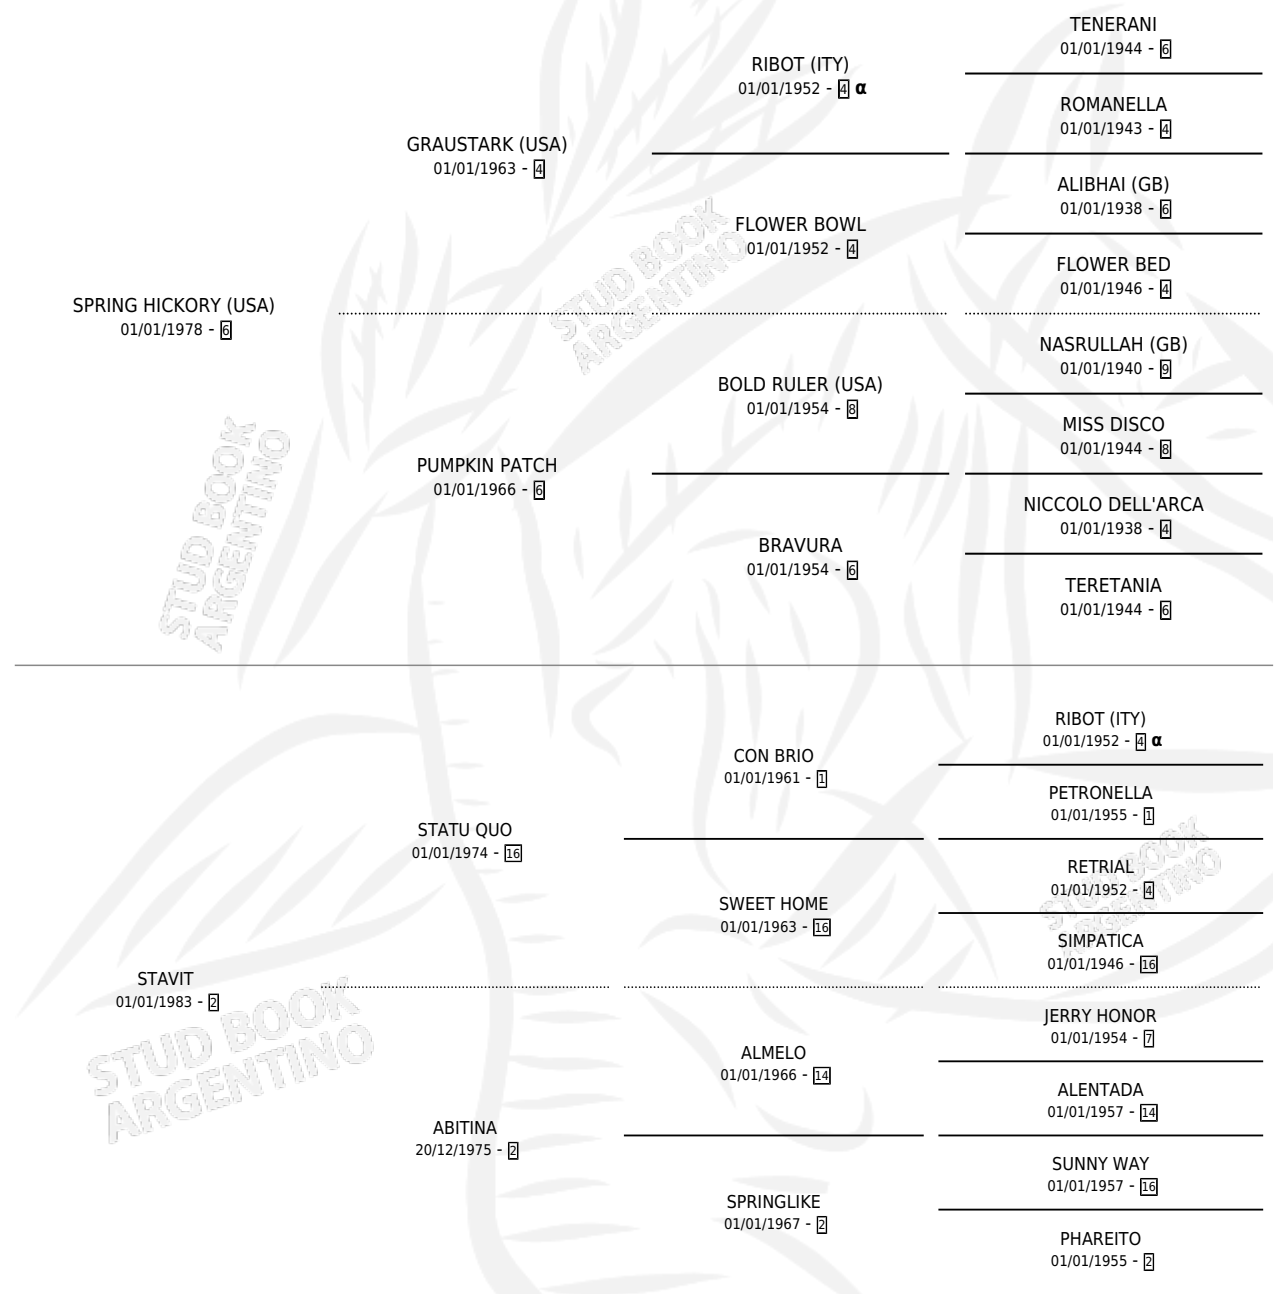 TENERANI
01/01/1944 - 6
RIBOT (ITY)
01/01/1952 - 4 α
ROMANELLA
01/01/1943 - 4
GRAUSTARK (USA)
01/01/1963 - 4
ALIBHAI (GB)
01/01/1938 - 6
FLOWER BOWL
01/01/1952 - 4
FLOWER BED
01/01/1946 - 4
SPRING HICKORY (USA)
01/01/1978 - 6
NASRULLAH (GB)
01/01/1940 - 9
BOLD RULER (USA)
01/01/1954 - 8
MISS DISCO
01/01/1944 - 8
PUMPKIN PATCH
01/01/1966 - 6
NICCOLO DELL'ARCA
01/01/1938 - 4
BRAVURA
01/01/1954 - 6
TERETANIA
01/01/1944 - 6
RIBOT (ITY)
01/01/1952 - 4 α
CON BRIO
01/01/1961 - 1
PETRONELLA
01/01/1955 - 1
STATU QUO
01/01/1974 - 16
RETRIAL
01/01/1952 - 4
SWEET HOME
01/01/1963 - 16
SIMPATICA
01/01/1946 - 16
STAVIT
01/01/1983 - 2
JERRY HONOR
01/01/1954 - 7
ALMELO
01/01/1966 - 14
ALENTADA
01/01/1957 - 14
ABITINA
20/12/1975 - 2
SUNNY WAY
01/01/1957 - 16
SPRINGLIKE
01/01/1967 - 2
PHAREITO
01/01/1955 - 2
STUD BOOK
ARGENTINO
STUD BOOK
ARGENTINO
STUD BOOK
ARGENTINO
STUD BOOK
ARGENTINO